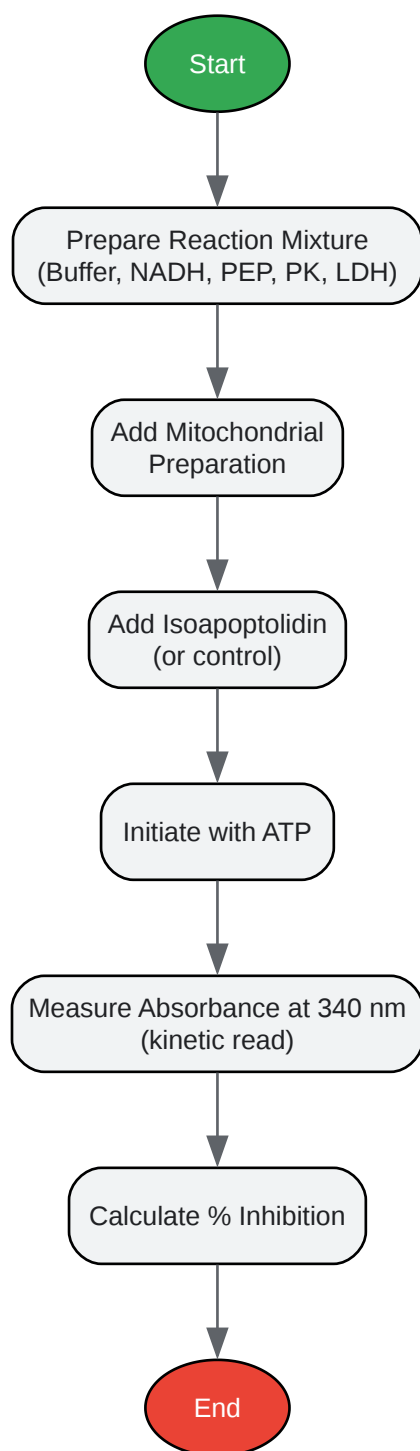 Start
Prepare Reaction Mixture
(Buffer, NADH, PEP, PK, LDH)
Add Mitochondrial
Preparation
Add Isoapoptolidin
(or control)
Initiate with ATP
Measure Absorbance at 340 nm
(kinetic read)
Calculate % Inhibition
End